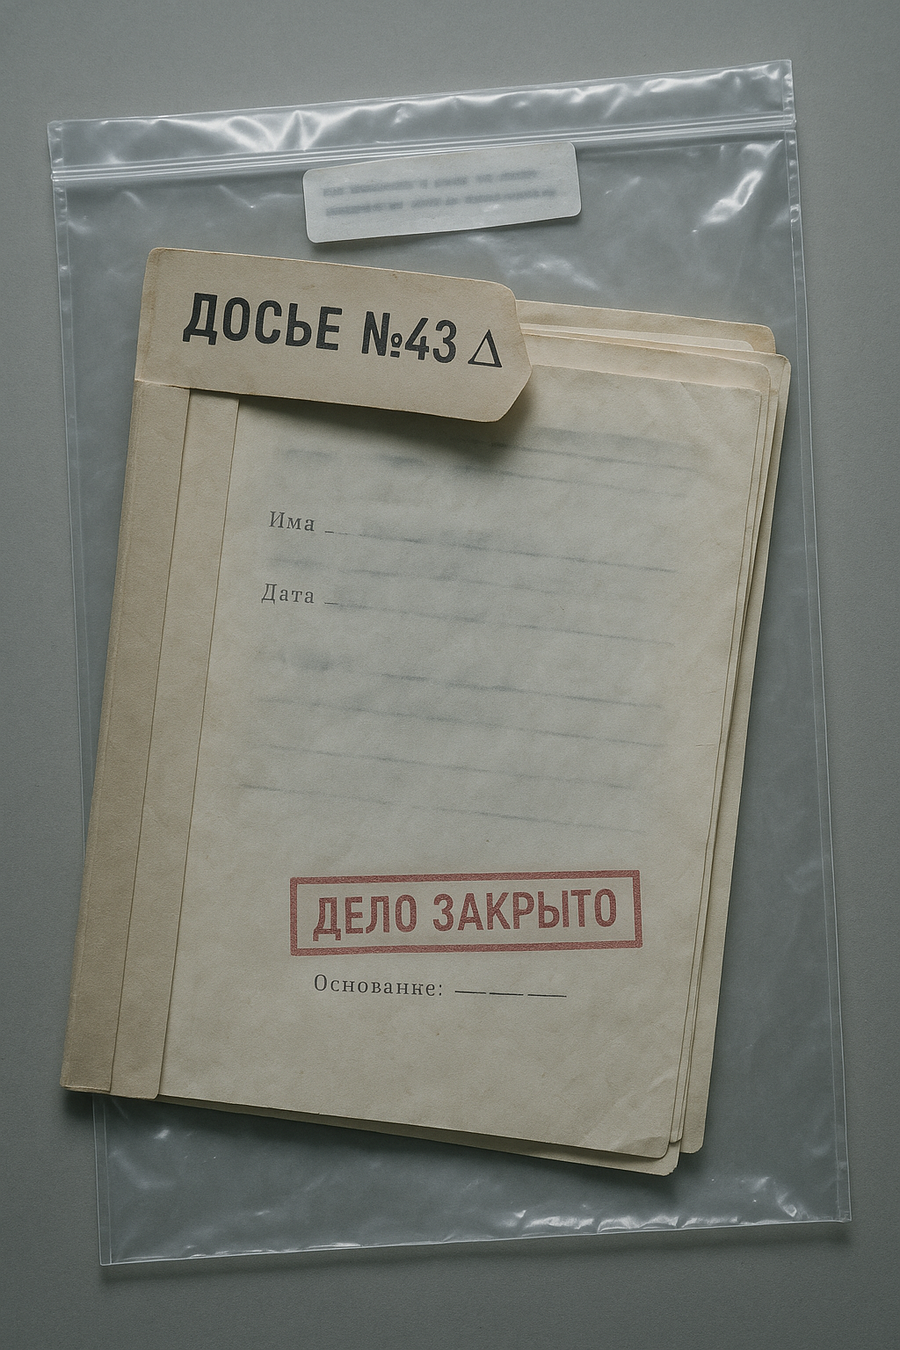 ДОСЬЕ №43 Δ
Има
Дата
ДЕЛО ЗАКРЫТО
Основанке: